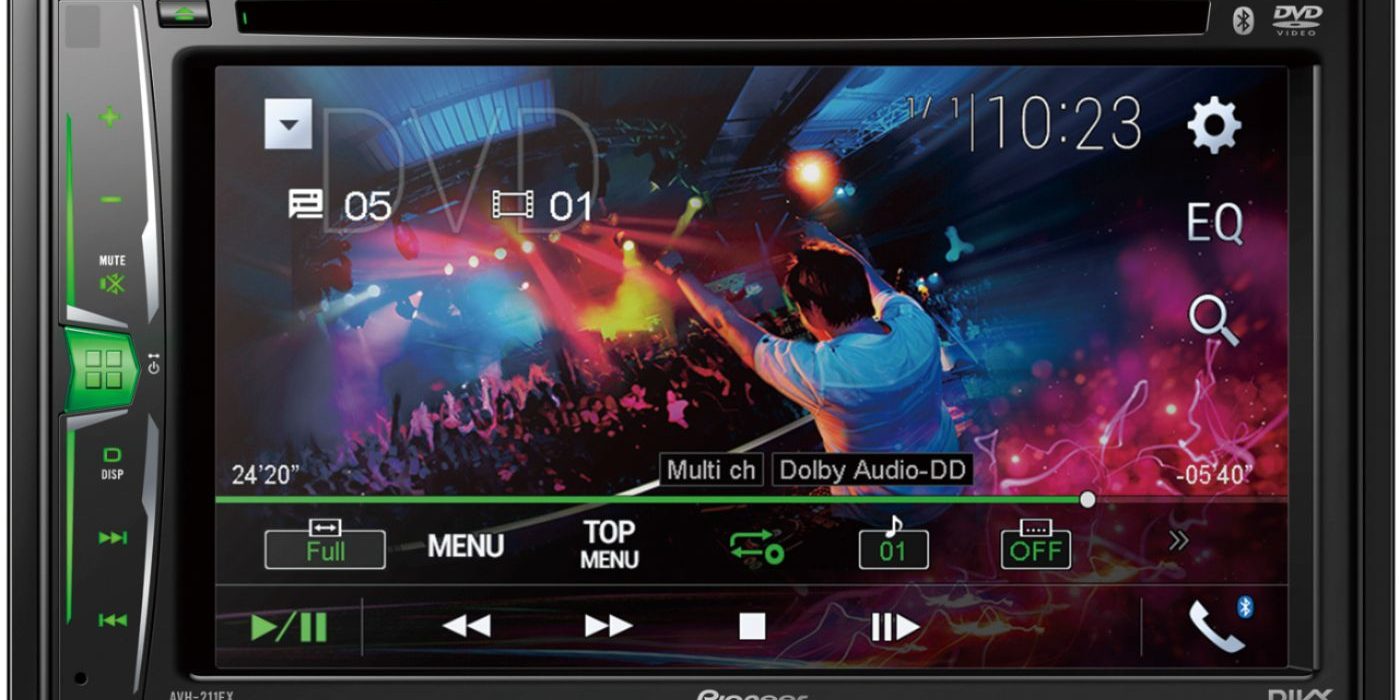 DVD
VIDEO
DVD
1/ 1
10:23
05
01
EQ
MUTE
DISP
24'20"
Multi ch
Dolby Audio-DD
-05'40"
Full
MENU
TOP
MENU
01
OFF
AVH-211EX
Pioneer
DIVX